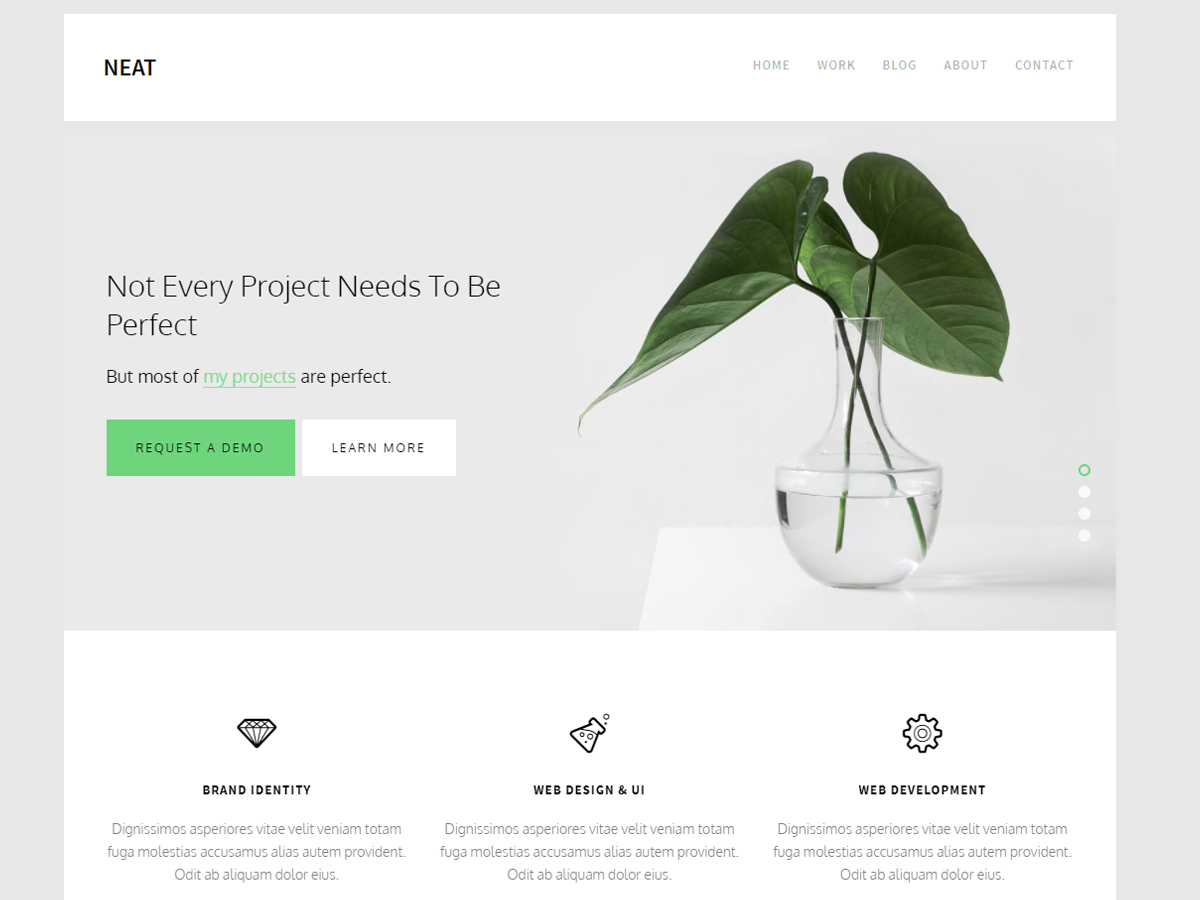 NEAT
HOME WORK BLOG ABOUT CONTACT
Not Every Project Needs To Be
Perfect
But most of my projects are perfect.
REQUEST A DEMO LEARN MORE
BRAND IDENTITY
Dignissimos asperiores vitae velit veniam totam
fuga molestias accusamus alias autem provident.
Odit ab aliquam dolor eius.
WEB DESIGN & UI
Dignissimos asperiores vitae velit veniam totam
fuga molestias accusamus alias autem provident.
Odit ab aliquam dolor eius.
WEB DEVELOPMENT
Dignissimos asperiores vitae velit veniam totam
fuga molestias accusamus alias autem provident.
Odit ab aliquam dolor eius.